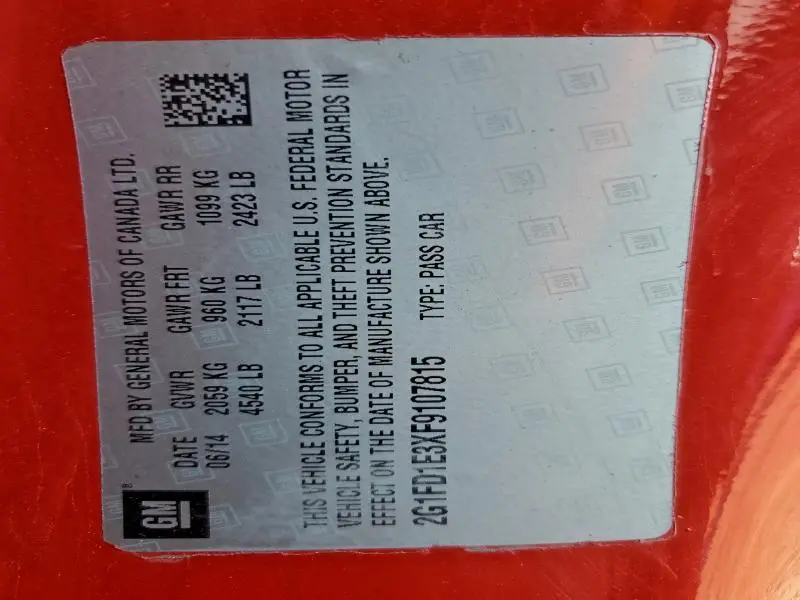 GM®
MFD BY GENERAL MOTORS OF CANADA LTD.
DATE GVWR GAWR FRT GAWR RR
06/14 2059 KG 960 KG 1099 KG
4540 LB 2117 LB 2423 LB
THIS VEHICLE CONFORMS TO ALL APPLICABLE U.S. FEDERAL MOTOR
VEHICLE SAFETY, BUMPER, AND THEFT PREVENTION STANDARDS IN
EFFECT ON THE DATE OF MANUFACTURE SHOWN ABOVE.
2G1FD1E3XF9107815 TYPE: PASS CAR